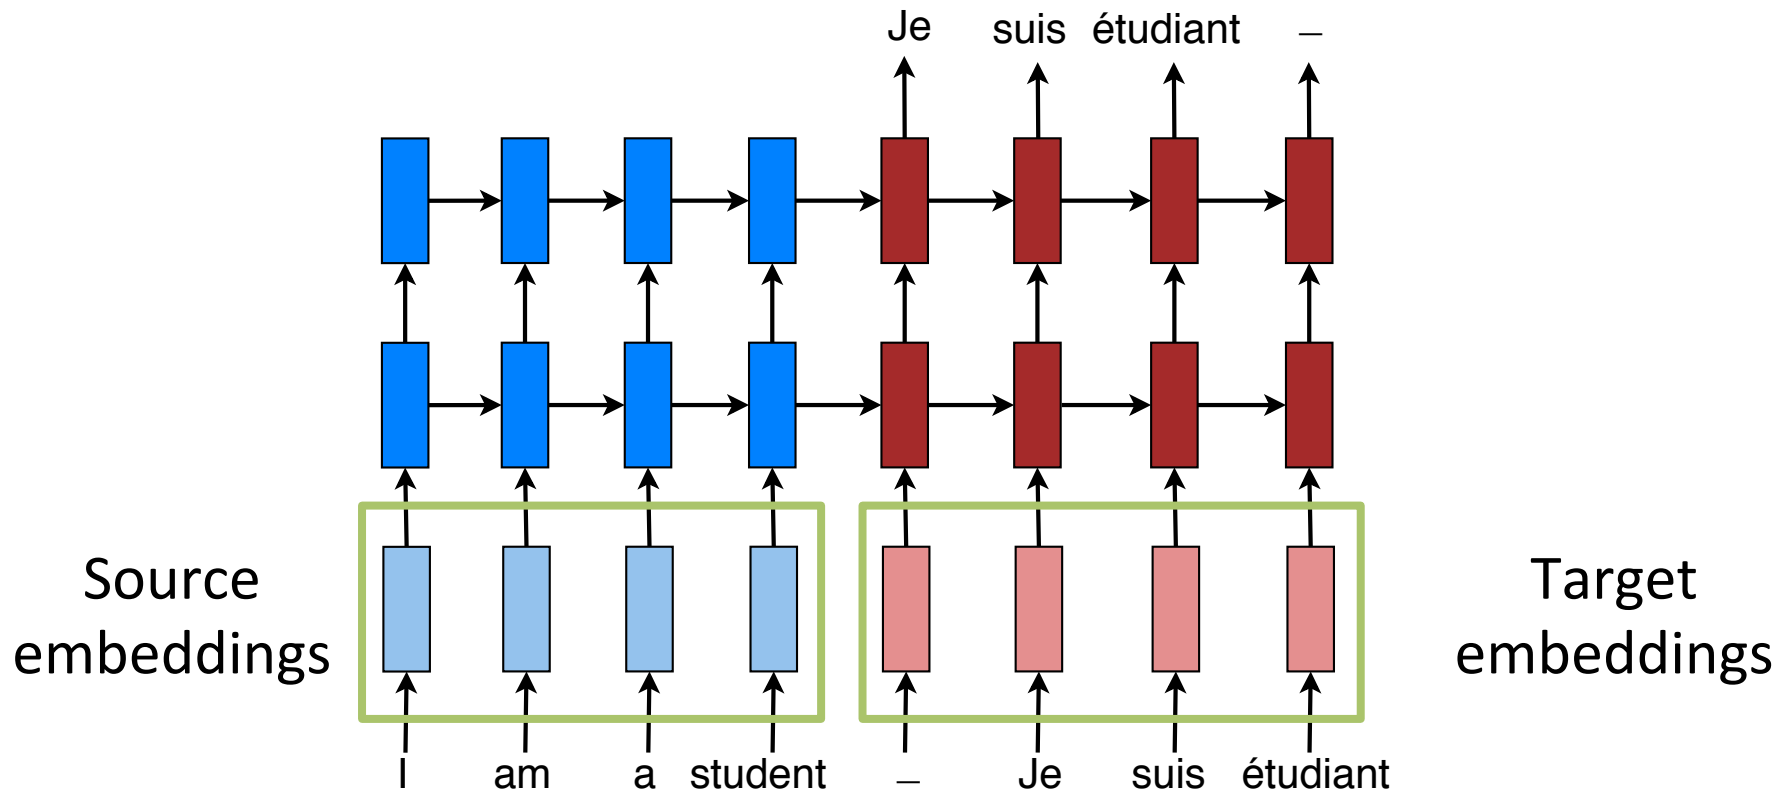 Je suis étudiant _
Source
embeddings
Target
embeddings
I am a student _ Je suis étudiant